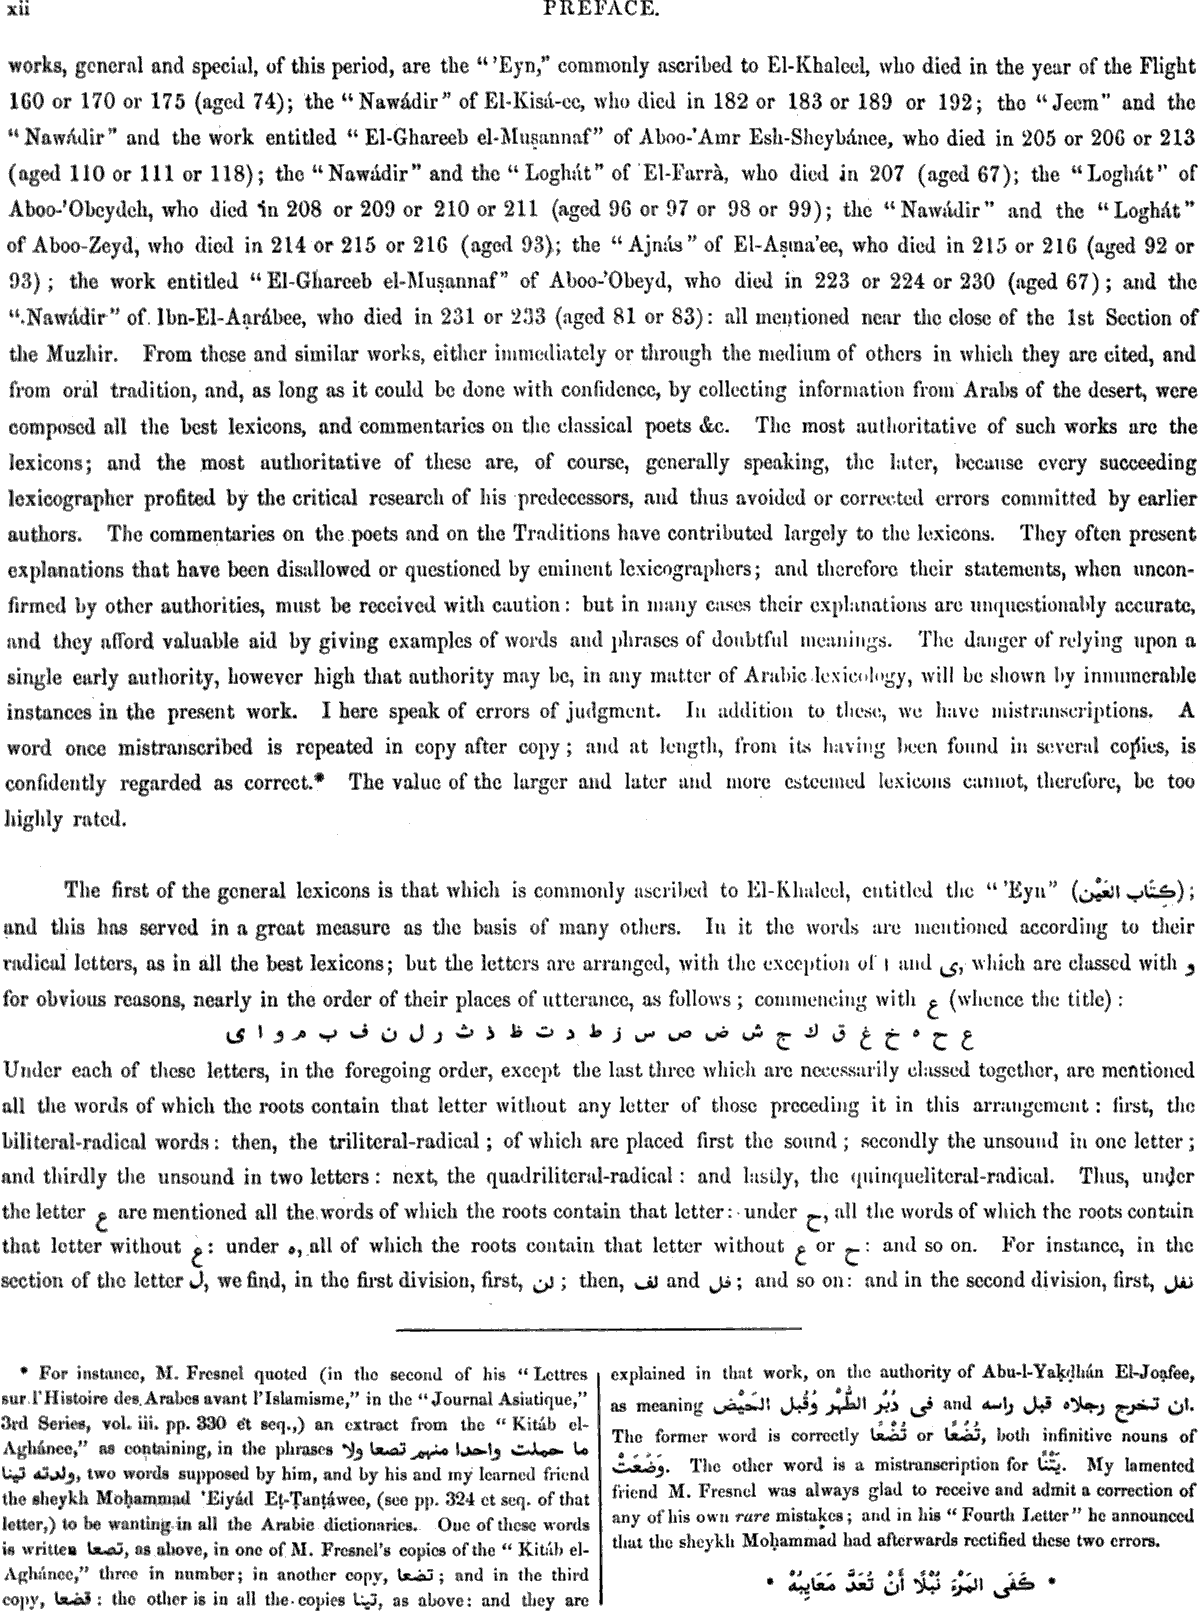 xii
PREFACE.
works, general and special, of this period, are the “ ’Eyn,” commonly ascribed to El-Khaleel, who died in the year of the Flight
160 or 170 or 175 (aged 74); the “ Nawádir” of El-Kisá-ee, who died in 182 or 183 or 189 or 192; the “Jeem” and the
“ Nawádir” and the work entitled “ El-Ghareeb el-Muṣannaf” of Aboo-’Amr Esh-Sheybánee, who died in 205 or 206 or 213
(aged 110 or 111 or 118); the “ Nawádir” and the “ Loghát” of El-Farrà, who died in 207 (aged 67); the “Loghát” of
Aboo-’Obeydeh, who died in 208 or 209 or 210 or 211 (aged 96 or 97 or 98 or 99); the “Nawádir” and the “Loghát”
of Aboo-Zeyd, who died in 214 or 215 or 216 (aged 93); the “Ajnás” of El-Aṣma’ee, who died in 215 or 216 (aged 92 or
93); the work entitled “El-Ghareeb el-Muṣannaf” of Aboo-’Obeyd, who died in 223 or 224 or 230 (aged 67); and the
“Nawádir” of Ibn-El-Aạrábee, who died in 231 or 233 (aged 81 or 83): all mentioned near the close of the 1st Section of
the Muzhir. From these and similar works, either immediately or through the medium of others in which they are cited, and
from oral tradition, and, as long as it could be done with confidence, by collecting information from Arabs of the desert, were
composed all the best lexicons, and commentaries on the classical poets &c. The most authoritative of such works are the
lexicons; and the most authoritative of these are, of course, generally speaking, the later, because every succeeding
lexicographer profited by the critical research of his predecessors, and thus avoided or corrected errors committed by earlier
authors. The commentaries on the poets and on the Traditions have contributed largely to the lexicons. They often present
explanations that have been disallowed or questioned by eminent lexicographers; and therefore their statements, when uncon-
firmed by other authorities, must be received with caution: but in many cases their explanations are unquestionably accurate,
and they afford valuable aid by giving examples of words and phrases of doubtful meanings. The danger of relying upon a
single early authority, however high that authority may be, in any matter of Arabic lexicology, will be shown by innumerable
instances in the present work. I here speak of errors of judgment. In addition to these, we have mistranscriptions. A
word once mistranscribed is repeated in copy after copy; and at length, from its having been found in several copies, is
confidently regarded as correct.* The value of the larger and later and more esteemed lexicons cannot, therefore, be too
highly rated.
The first of the general lexicons is that which is commonly ascribed to El-Khaleel, entitled the “ ’Eyn” (كِتَاب العَيْن);
and this has served in a great measure as the basis of many others. In it the words are mentioned according to their
radical letters, as in all the best lexicons; but the letters are arranged, with the exception of ا and ى, which are classed with و
for obvious reasons, nearly in the order of their places of utterance, as follows; commencing with ع (whence the title):
ع ح ه خ غ ق ك ج ش ض ص س ز ط د ت ظ ذ ث ر ل ن ف ب م و ا ى
Under each of these letters, in the foregoing order, except the last three which are necessarily classed together, are mentioned
all the words of which the roots contain that letter without any letter of those preceding it in this arrangement: first, the
biliteral-radical words: then, the triliteral-radical; of which are placed first the sound; secondly the unsound in one letter;
and thirdly the unsound in two letters: next, the quadriliteral-radical: and lastly, the quinqueliteral-radical. Thus, under
the letter ع are mentioned all the words of which the roots contain that letter: under ح, all the words of which the roots contain
that letter without ع: under ه, all of which the roots contain that letter without ع or ح: and so on. For instance, in the
section of the letter ل, we find, in the first division, first, لن; then, لف and فل; and so on: and in the second division, first, نفل
* For instance, M. Fresnel quoted (in the second of his “Lettres
sur l’Histoire des Arabes avant l’Islamisme,” in the “Journal Asiatique,”
3rd Series, vol. iii. pp. 330 et seq.,) an extract from the “Kitáb el-
Aghánee,” as containing, in the phrases ما حملت واحدا منهم تصعا ولا
ولدته تينا, two words supposed by him, and by his and my learned friend
the sheykh Moḥammad ’Eiyád Eṭ-Ṭanṭáwee, (see pp. 324 et seq. of that
letter,) to be wanting in all the Arabic dictionaries. One of these words
is written تصعا, as above, in one of M. Fresnel’s copies of the “Kitáb el-
Aghánee,” three in number; in another copy, تضعا; and in the third
copy, قضعا: the other is in all the copies تينا, as above: and they are
explained in that work, on the authority of Abu-l-Yaḳḍhán El-Joạfee,
as meaning فى دُبُر الطُّهْر وُقُبل الحَيْض and ان تخرج رجلاه قبل راسه.
The former word is correctly تُضْعًا or تُضُعًا, both infinitive nouns of
وَضَعَتْ. The other word is a mistranscription for يَتْنًا. My lamented
friend M. Fresnel was always glad to receive and admit a correction of
any of his own rare mistakes; and in his “Fourth Letter” he announced
that the sheykh Moḥammad had afterwards rectified these two errors.
* كَفَى المَرْءَ نُبْلًا أَنْ تُعَدَّ مَعَايِبُهْ *